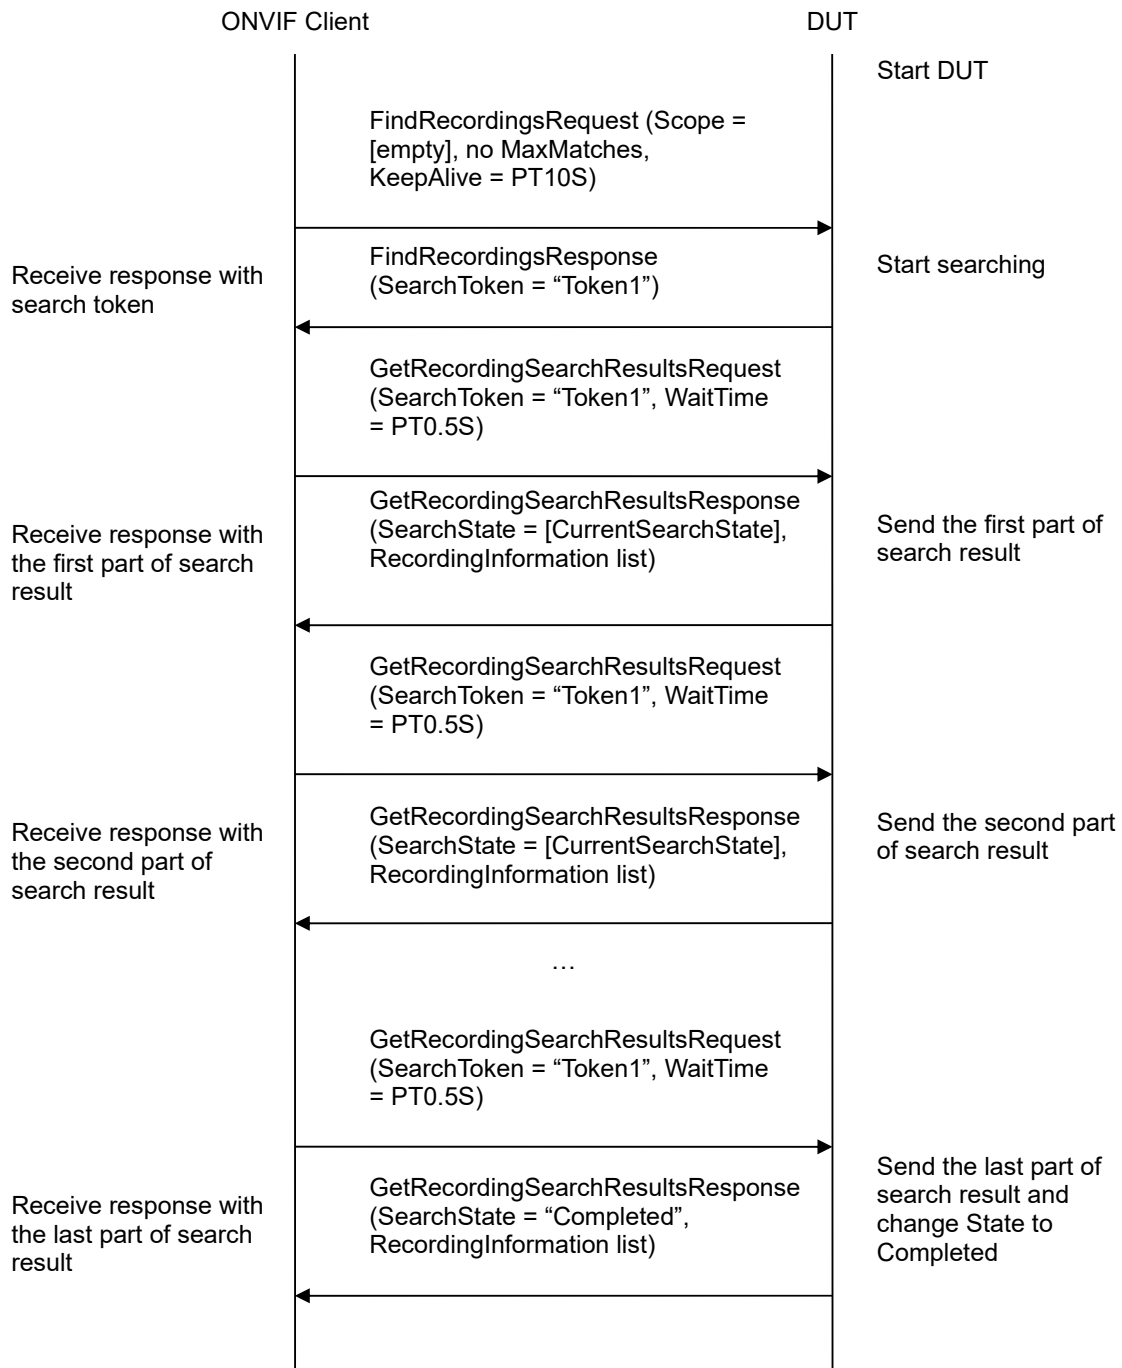 ONVIF Client
DUT
Start DUT
FindRecordingsRequest (Scope =
[empty], no MaxMatches,
KeepAlive = PT10S)
FindRecordingsResponse
(SearchToken = “Token1”)
Start searching
Receive response with
search token
GetRecordingSearchResultsRequest
(SearchToken = “Token1”, WaitTime
= PT0.5S)
GetRecordingSearchResultsResponse
(SearchState = [CurrentSearchState],
RecordingInformation list)
Send the first part of
search result
Receive response with
the first part of search
result
GetRecordingSearchResultsRequest
(SearchToken = “Token1”, WaitTime
= PT0.5S)
GetRecordingSearchResultsResponse
(SearchState = [CurrentSearchState],
RecordingInformation list)
Send the second part
of search result
Receive response with
the second part of
search result
…
GetRecordingSearchResultsRequest
(SearchToken = “Token1”, WaitTime
= PT0.5S)
Send the last part of
search result and
change State to
Completed
GetRecordingSearchResultsResponse
(SearchState = “Completed”,
RecordingInformation list)
Receive response with
the last part of search
result